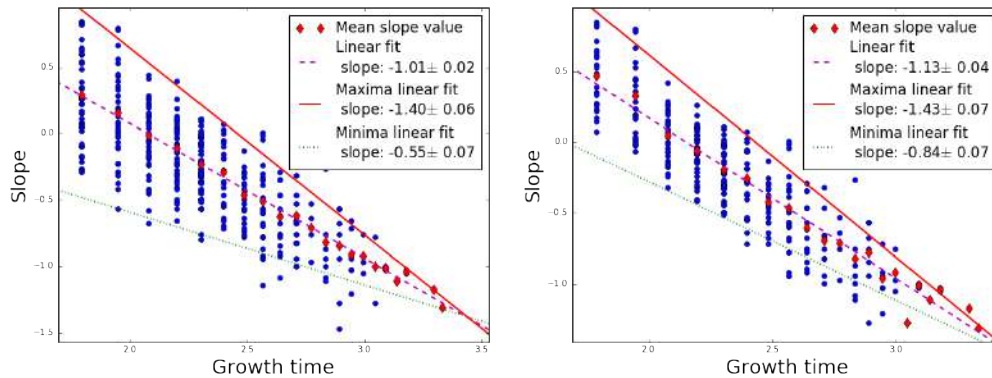 Mean slope value
Linear fit
slope: -1.01± 0.02
Maxima linear fit
slope: -1.40± 0.06
Minima linear fit
slope: -0.55± 0.07
0.5
0.0
−0.5
−1.0
−1.5
Slope
2.0
2.5
3.0
3.5
Growth time
Mean slope value
Linear fit
slope: -1.13± 0.04
Maxima linear fit
slope: -1.43± 0.07
Minima linear fit
slope: -0.84± 0.07
0.5
0.0
−0.5
−1.0
Slope
2.0
2.5
3.0
Growth time